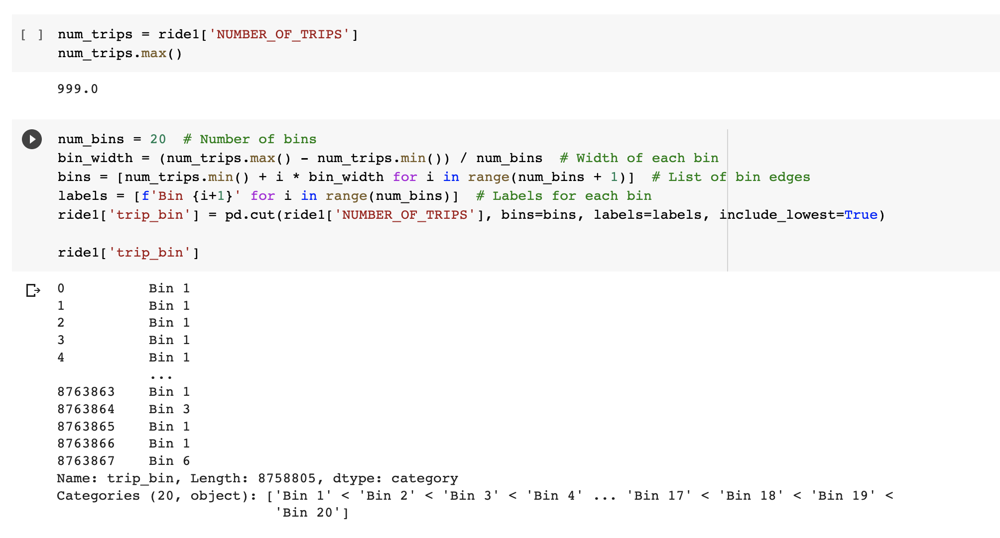 [ ] num_trips = ride1['NUMBER_OF_TRIPS']
num_trips.max()
999.0
num_bins = 20  # Number of bins
bin_width = (num_trips.max() - num_trips.min()) / num_bins  # Width of each bin
bins = [num_trips.min() + i * bin_width for i in range(num_bins + 1)]  # List of bin edges
labels = [f'Bin {i+1}' for i in range(num_bins)]  # Labels for each bin
ride1['trip_bin'] = pd.cut(ride1['NUMBER_OF_TRIPS'], bins=bins, labels=labels, include_lowest=True)
ride1['trip_bin']
0          Bin 1
1          Bin 1
2          Bin 1
3          Bin 1
4          Bin 1
...
8763863    Bin 1
8763864    Bin 3
8763865    Bin 1
8763866    Bin 1
8763867    Bin 6
Name: trip_bin, Length: 8758805, dtype: category
Categories (20, object): ['Bin 1' < 'Bin 2' < 'Bin 3' < 'Bin 4' ... 'Bin 17' < 'Bin 18' < 'Bin 19' <
'Bin 20']